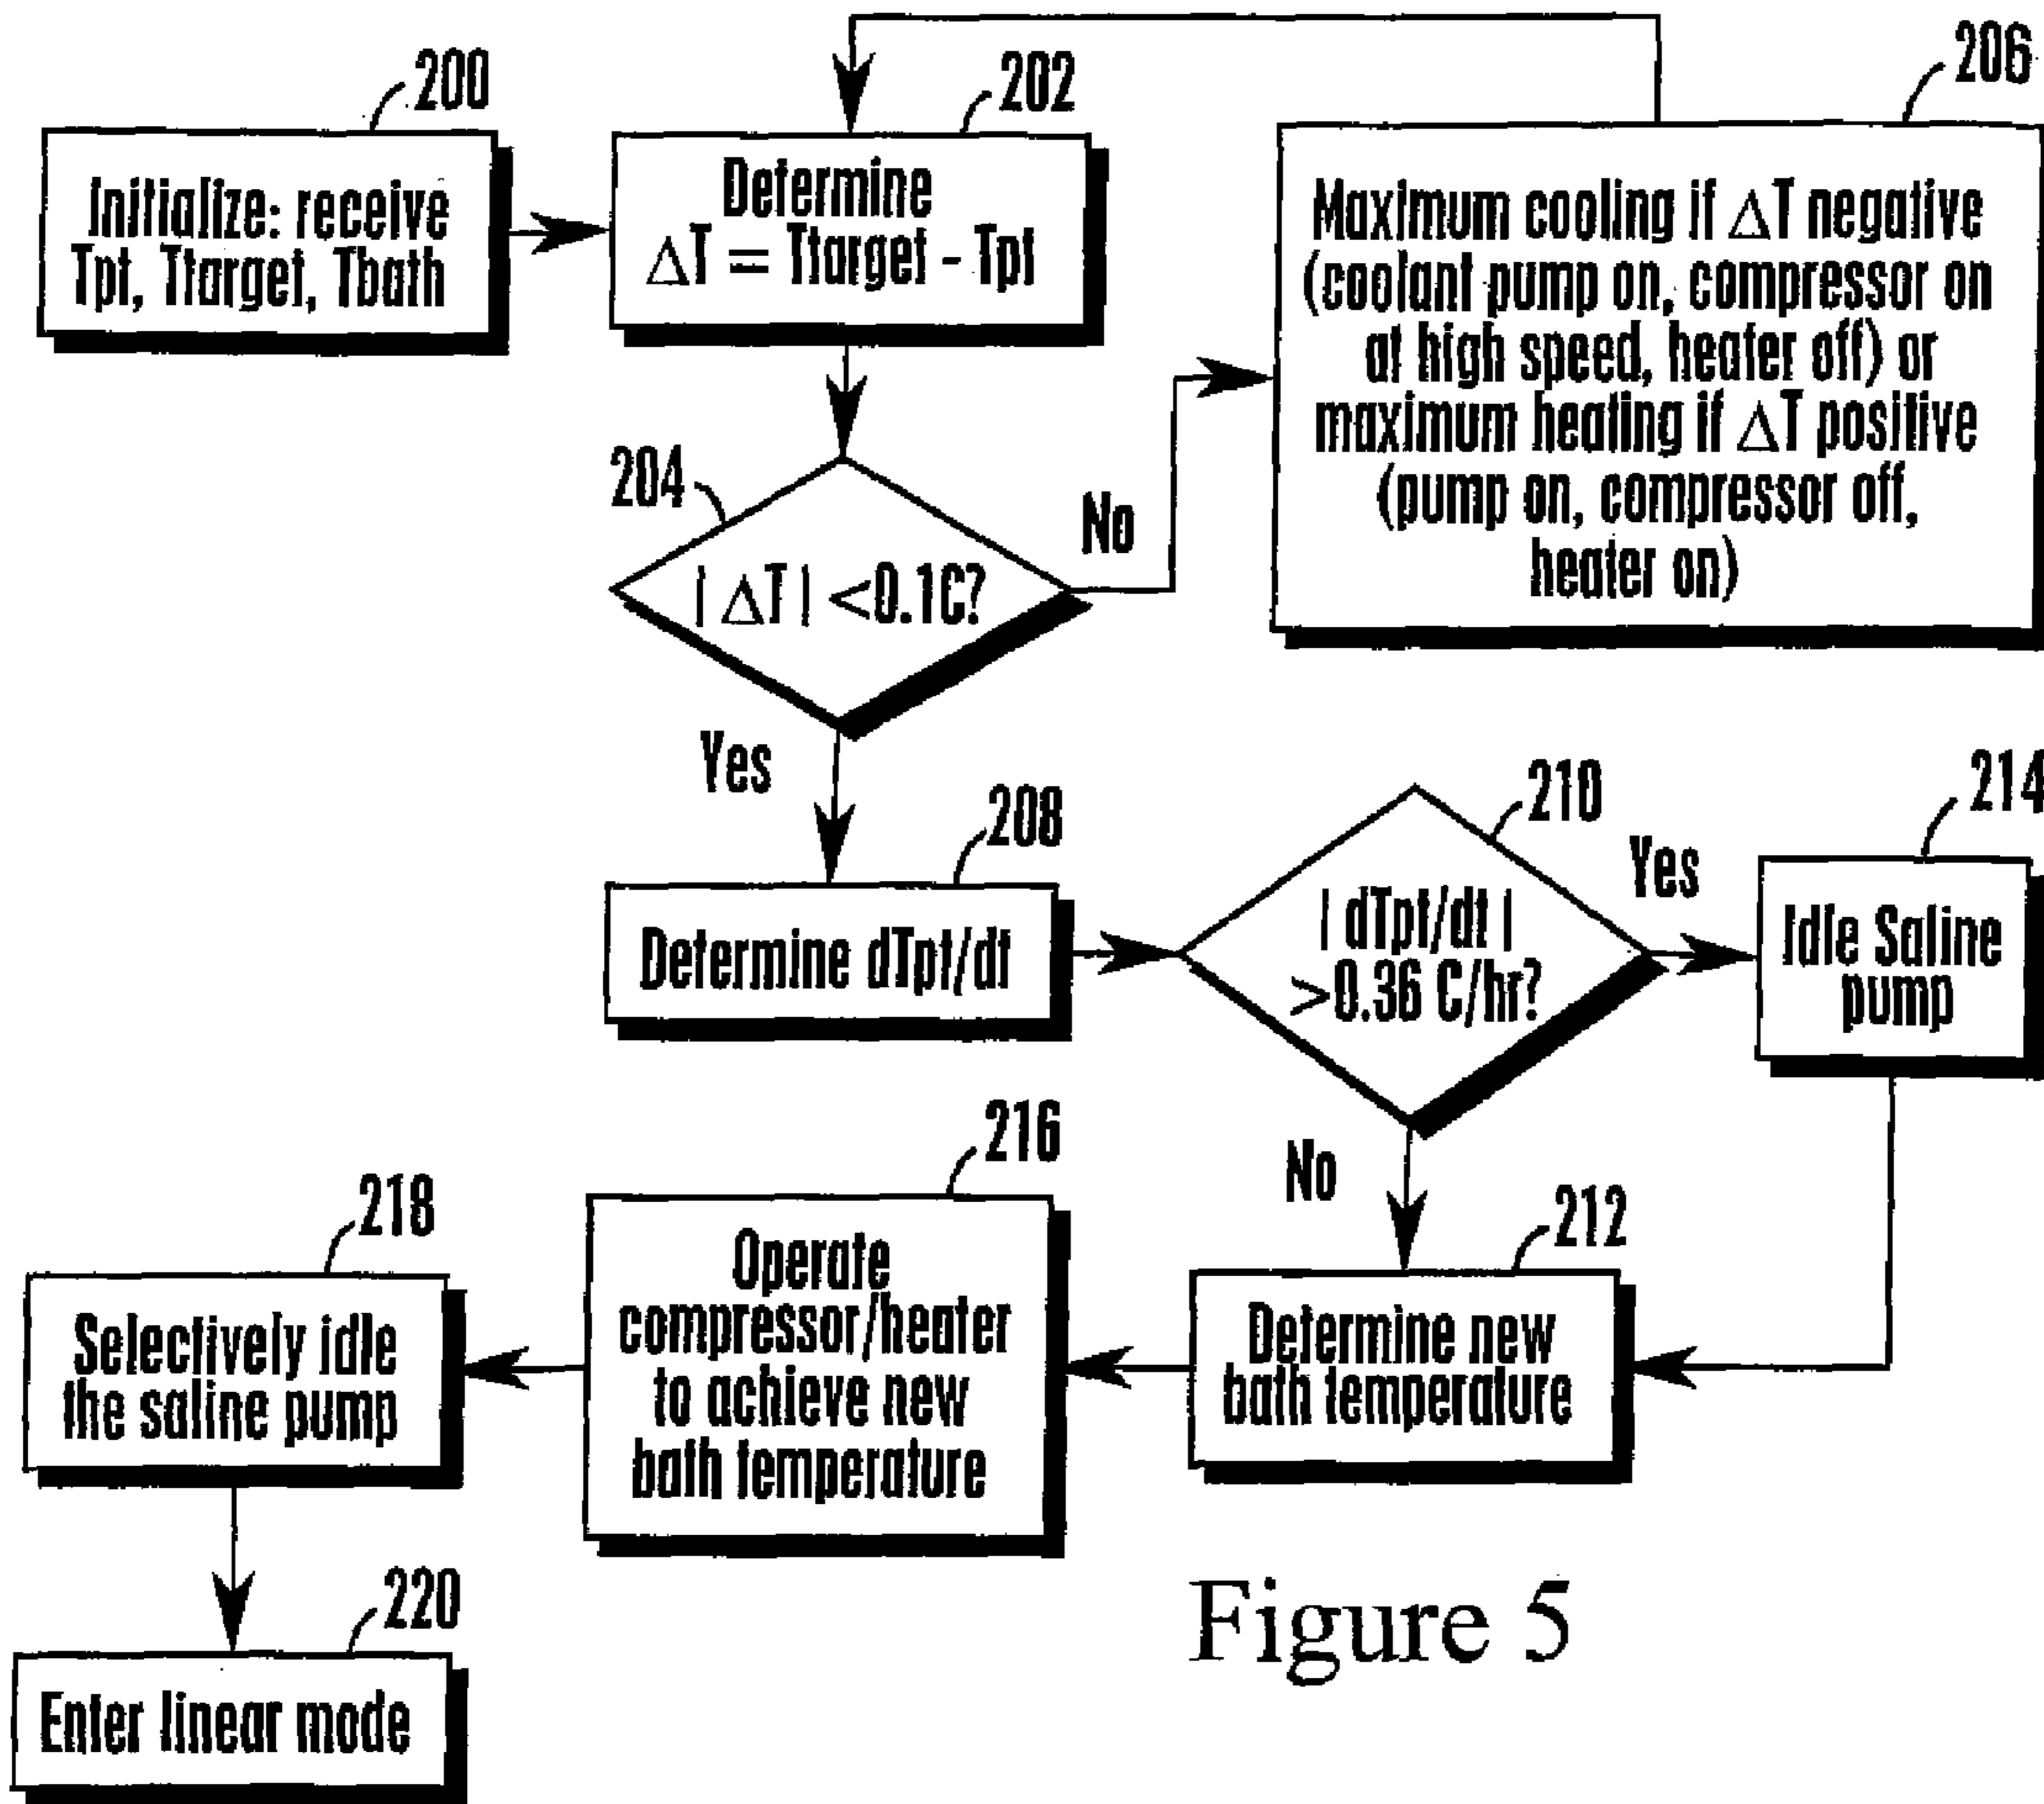 200
Initialize: receive
Tpt, Ttarget, Tbath
202
Determine
ΔT = Ttarget - Tpt
206
Maximum cooling if ΔT negative
(coolant pump on, compressor on
at high speed, heater off) or
maximum heating if ΔT positive
(pump on, compressor off,
heater on)
204
| ΔT | <0.1C?
No
Yes
208
Determine dTpt/dt
210
| dTpt/dt |
>0.36 C/hr?
Yes
No
214
Idle Saline
pump
212
Determine new
bath temperature
216
Operate
compressor/heater
to achieve new
bath temperature
218
Selectively idle
the saline pump
220
Enter linear mode
Figure 5